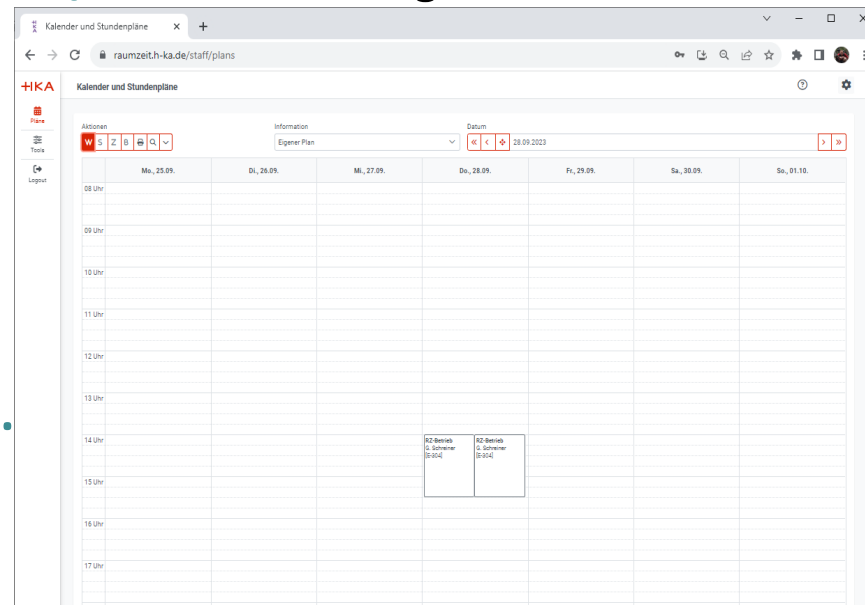 Kalender und Stundenpläne
raumzeit.h-ka.de/staff/plans
HKA
Kalender und Stundenpläne
Pläne
Tools
Logout
Aktionen
Information
Datum
W S Z B
Eigener Plan
28.09.2023
Mo., 25.09.
Di., 26.09.
Mi., 27.09.
Do., 28.09.
Fr., 29.09.
Sa., 30.09.
So., 01.10.
08 Uhr
09 Uhr
10 Uhr
11 Uhr
12 Uhr
13 Uhr
14 Uhr
RZ-Betrieb
G. Schreiner
[E-304]
RZ-Betrieb
G. Schreiner
[E-304]
15 Uhr
16 Uhr
17 Uhr